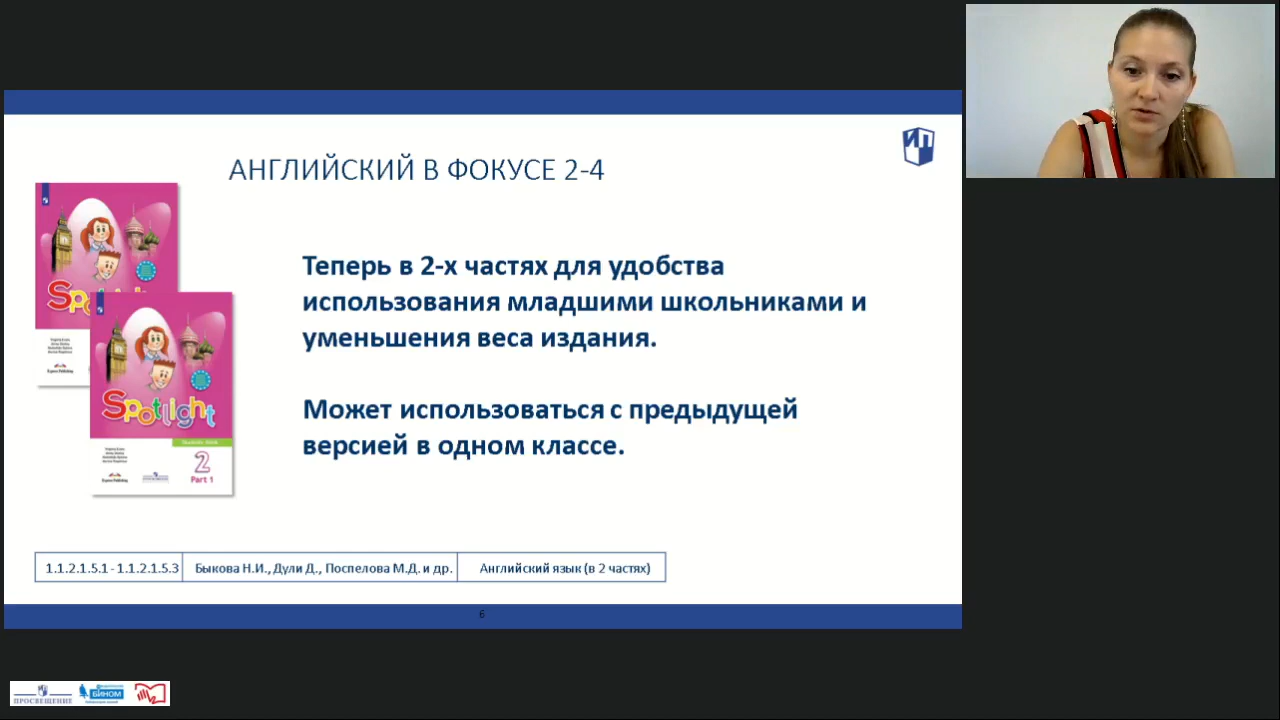 АНГЛИЙСКИЙ В ФОКУСЕ 2-4
Теперь в 2-х частях для удобства
использования младшими школьниками и
уменьшения веса издания.
Может использоваться с предыдущей
версией в одном классе.
Spotlight
2
Part 1
1.1.2.1.5.1 - 1.1.2.1.5.3
Быкова Н.И., Дули Д., Поспелова М.Д. и др.
Английский язык (в 2 частях)
6
ПРОСВЕЩЕНИЕ
БИНОМ